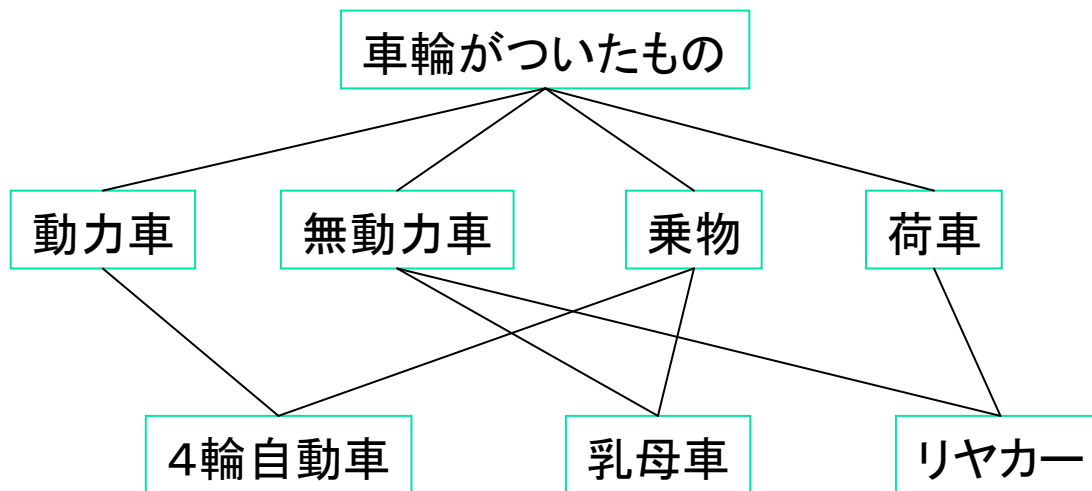 車輪がついたもの
動力車
無動力車
乗物
荷車
4輪自動車
乳母車
リヤカー